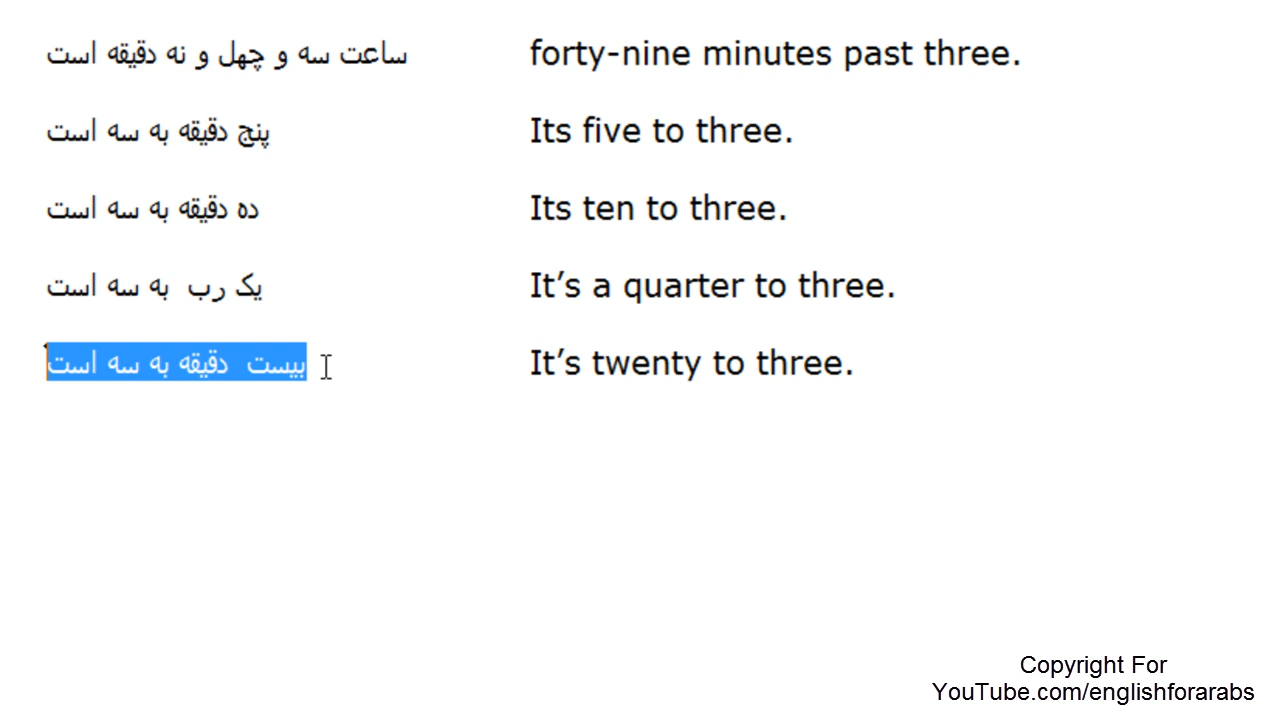 ساعت سه و چهل و نه دقیقه است
forty-nine minutes past three.
پنج دقیقه به سه است
Its five to three.
ده دقیقه به سه است
Its ten to three.
یک رب به سه است
It’s a quarter to three.
بیست دقیقه به سه است
It’s twenty to three.
Copyright For
YouTube.com/englishforarabs